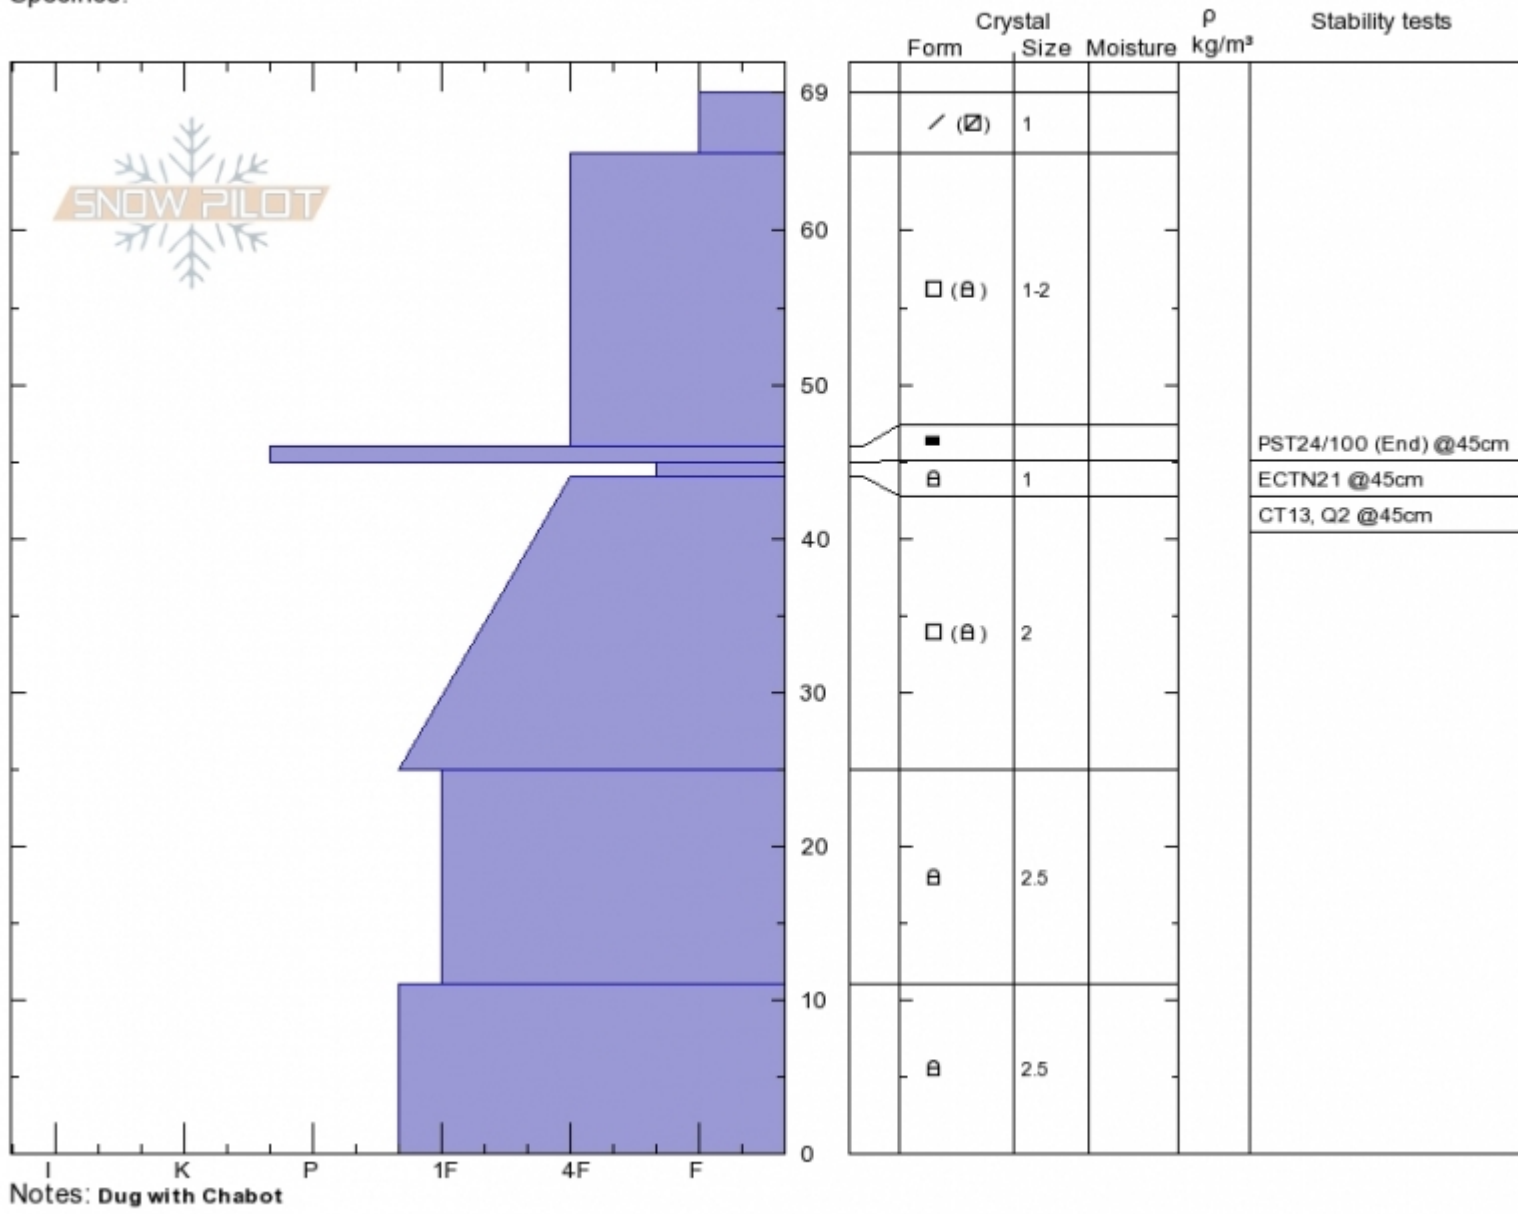 Specifics:
Crystal ρ Stability tests
Form Size Moisture kg/m³
69
/ (☑) 1
SNOW PILOT
60
□ (⌂) 1-2
50
■ PST24/100 (End) @45cm
⌂ 1 ECTN21 @45cm
CT13, Q2 @45cm
40
□ (⌂) 2
30
20
⌂ 2.5
10
⌂ 2.5
0
I K P 1F 4F F
Notes: Dug with Chabot